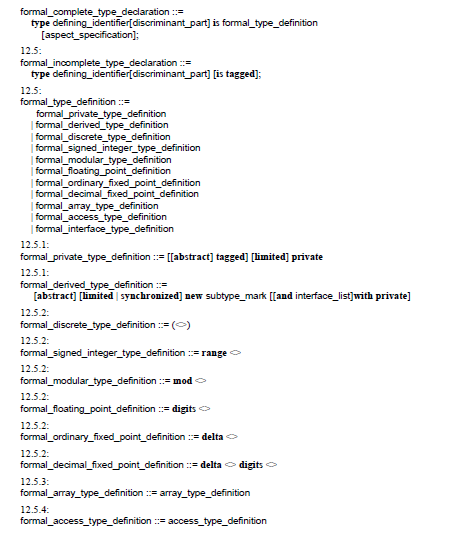 formal_complete_type_declaration ::=
type defining_identifier[discriminant_part] is formal_type_definition
[aspect_specification];
12.5:
formal_incomplete_type_declaration ::=
type defining_identifier[discriminant_part] [is tagged];
12.5:
formal_type_definition ::=
formal_private_type_definition
| formal_derived_type_definition
| formal_discrete_type_definition
| formal_signed_integer_type_definition
| formal_modular_type_definition
| formal_floating_point_definition
| formal_ordinary_fixed_point_definition
| formal_decimal_fixed_point_definition
| formal_array_type_definition
| formal_access_type_definition
| formal_interface_type_definition
12.5.1:
formal_private_type_definition ::= [[abstract] tagged] [limited] private
12.5.1:
formal_derived_type_definition ::=
[abstract] [limited | synchronized] new subtype_mark [[and interface_list]with private]
12.5.2:
formal_discrete_type_definition ::= (<>)
12.5.2:
formal_signed_integer_type_definition ::= range <>
12.5.2:
formal_modular_type_definition ::= mod <>
12.5.2:
formal_floating_point_definition ::= digits <>
12.5.2:
formal_ordinary_fixed_point_definition ::= delta <>
12.5.2:
formal_decimal_fixed_point_definition ::= delta <> digits <>
12.5.3:
formal_array_type_definition ::= array_type_definition
12.5.4:
formal_access_type_definition ::= access_type_definition